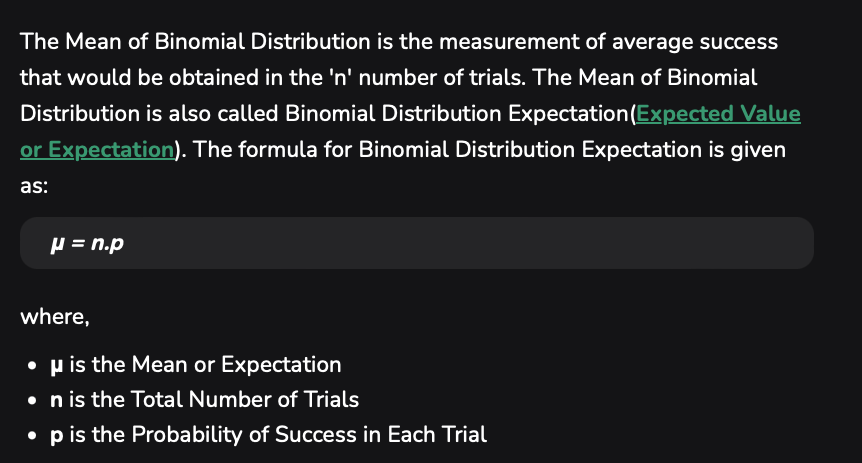 The Mean of Binomial Distribution is the measurement of average success
that would be obtained in the 'n' number of trials. The Mean of Binomial
Distribution is also called Binomial Distribution Expectation(Expected Value
or Expectation). The formula for Binomial Distribution Expectation is given
as:
μ = n.p
where,
• μ is the Mean or Expectation
• n is the Total Number of Trials
• p is the Probability of Success in Each Trial